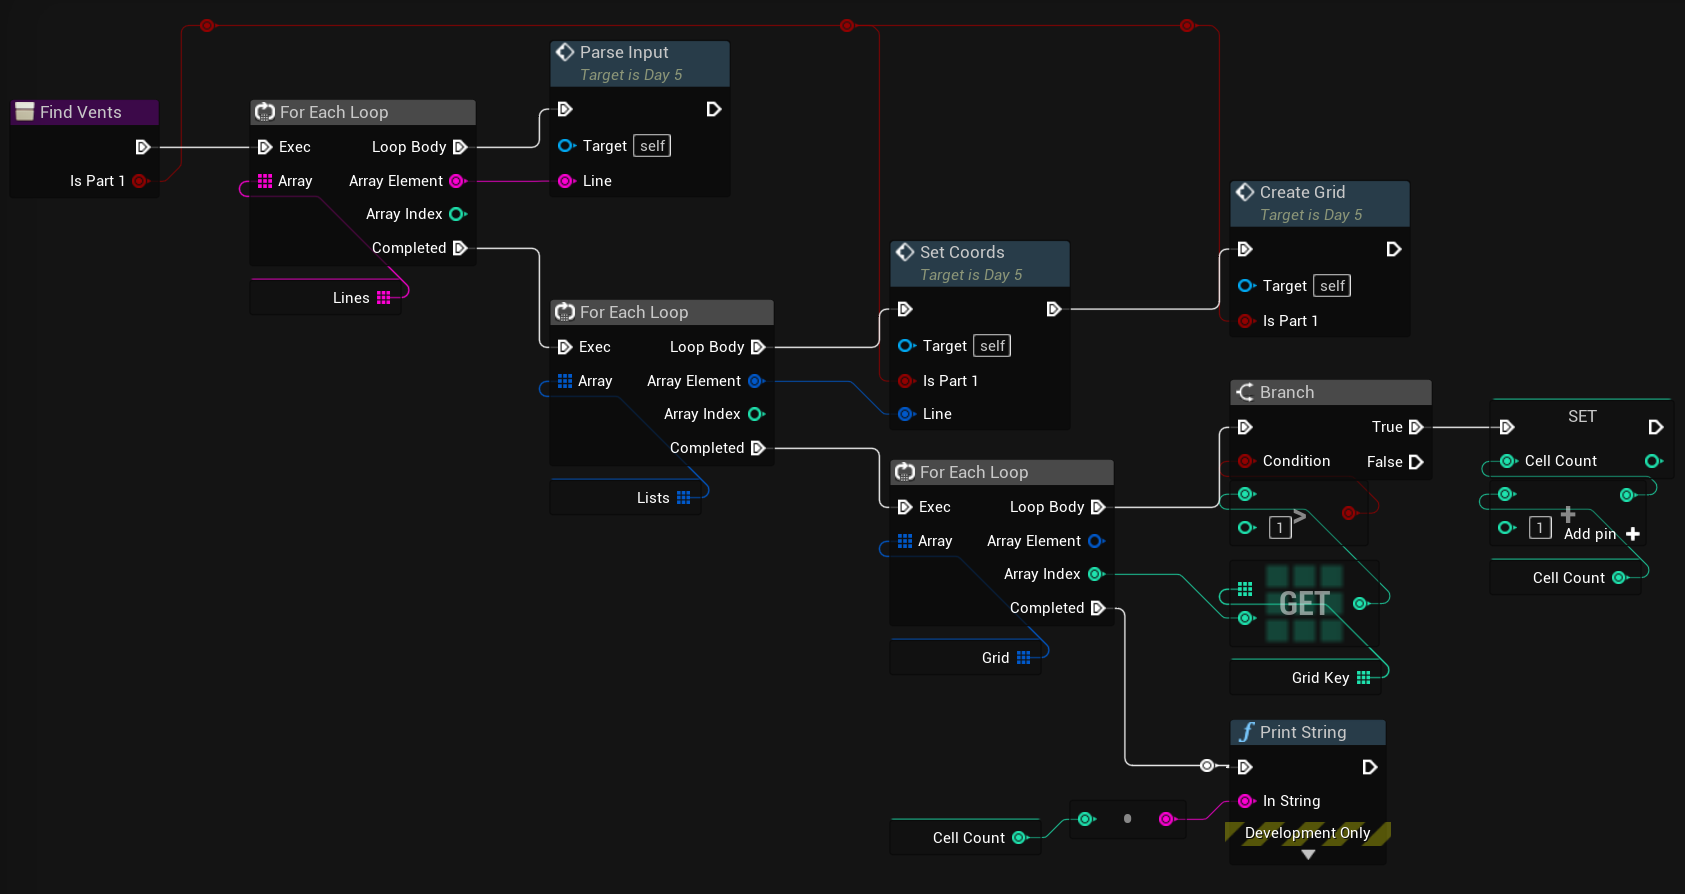 Find Vents
Is Part 1
For Each Loop
Exec
Loop Body
Array
Array Element
Array Index
Completed
Lines
Parse Input
Target is Day 5
Target
self
Line
For Each Loop
Exec
Loop Body
Array
Array Element
Array Index
Completed
Lists
Set Coords
Target is Day 5
Target
self
Is Part 1
Line
Create Grid
Target is Day 5
Target
self
Is Part 1
For Each Loop
Exec
Loop Body
Array
Array Element
Array Index
Completed
Grid
Branch
True
Condition
False
1
>
GET
Grid Key
SET
Cell Count
1
+
Add pin +
Cell Count
Print String
In String
Development Only
Cell Count